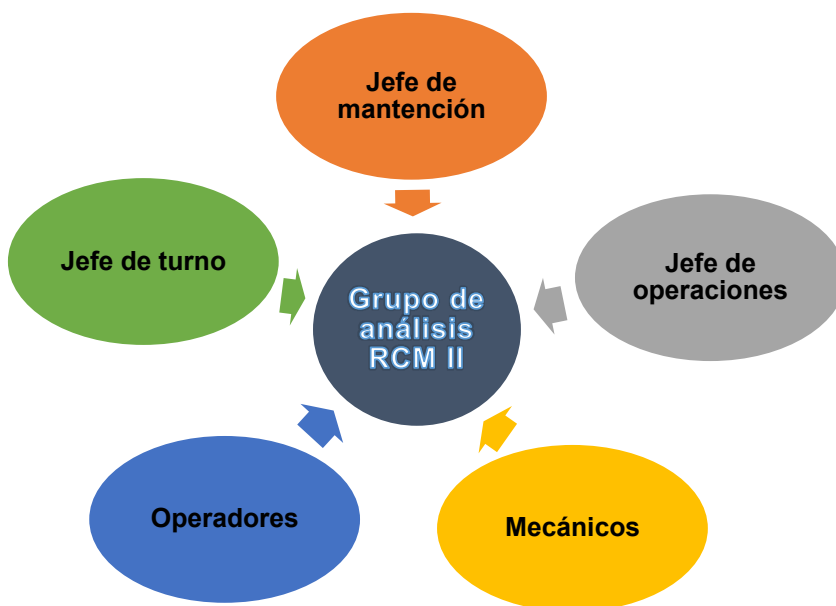 Jefe de
mantención
Jefe de turno
Jefe de
operaciones
Grupo de
análisis
RCM II
Operadores
Mecánicos